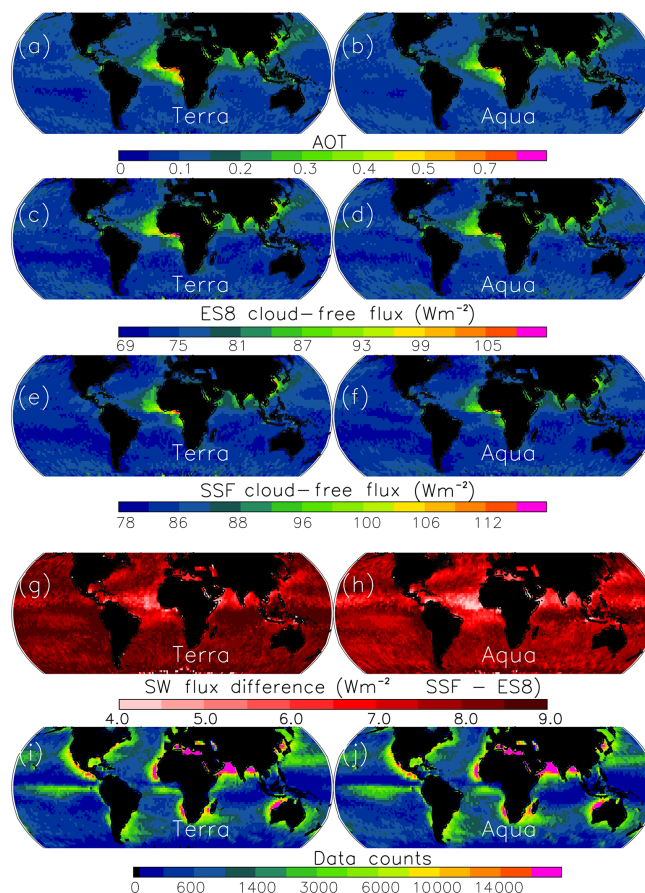 (a) (b)
Terra Aqua
AOT
0 0.1 0.2 0.3 0.4 0.5 0.7
(c) (d)
Terra Aqua
ES8 cloud-free flux (Wm⁻²)
69 75 81 87 93 99 105
(e) (f)
Terra Aqua
SSF cloud-free flux (Wm⁻²)
78 86 88 96 100 106 112
(g) (h)
Terra Aqua
SW flux difference (Wm⁻² SSF - ES8)
4.0 5.0 6.0 7.0 8.0 9.0
(i) (j)
Terra Aqua
Data counts
0 600 1400 3000 6000 10000 14000